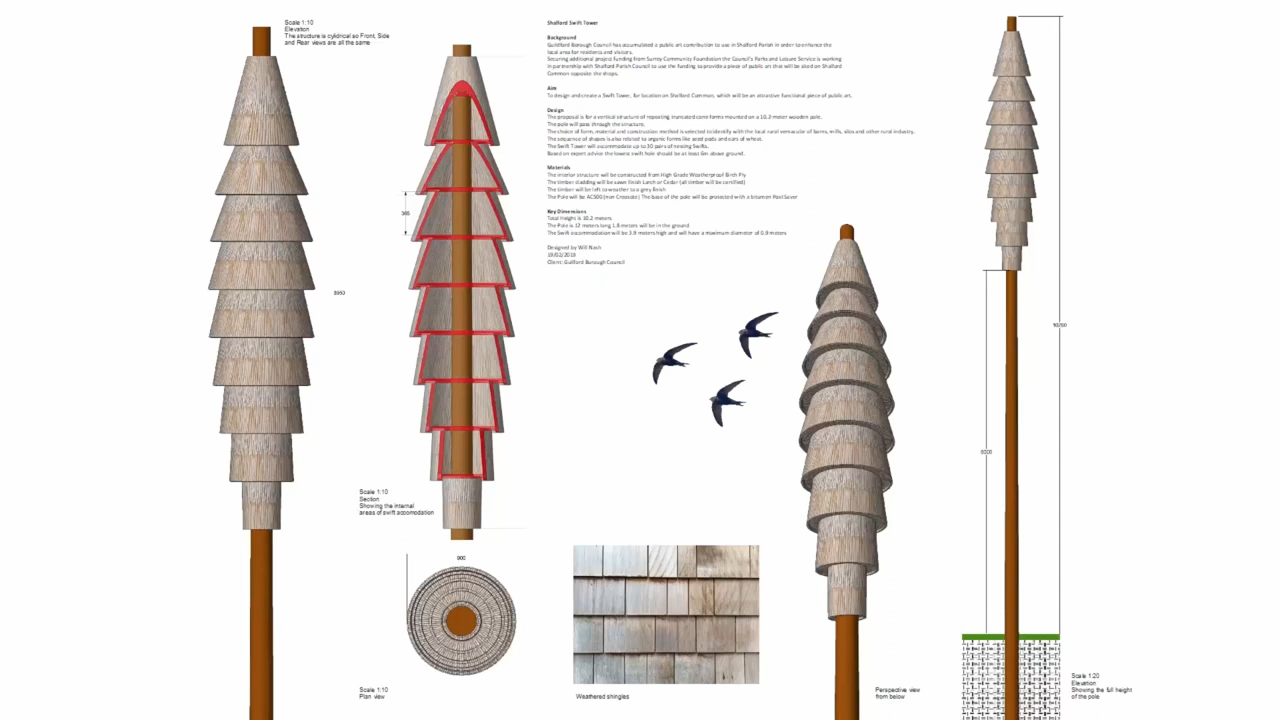 Scale 1:10
Elevation
The structure is cyldrical so Front, Side
and Rear views are all the same
365
Scale 1:10
Section
Showing the internal
areas of swift accomodation
900
Scale 1:10
Plan view
Shalford Swift Tower
Background
Guildford Borough Council has accumulated a public art contribution to use in Shalford Parish in order to enhance the
local area for residents and visitors.
Securing additional project funding from Surrey Community Foundation the Council's Parks and Leisure Service is working
in partnership with Shalford Parish Council to use the funding to provide a piece of public art that will be sited on Shalford
Common opposite the shops.
Aim
To design and create a Swift Tower, for location on Shalford Common, which will be an attractive functional piece of public art.
Design
The proposal is for a vertical structure of repeating truncated cone forms mounted on a 10.2 meter wooden pole.
The pole will pass through the structure.
The choice of form, material and construction method is selected to identify with the local rural vernacular of barns, mills, silos and other rural industry.
The sequence of shapes is also related to organic forms like seed pods and ears of wheat.
The Swift Tower will accommodate up to 30 pairs of nesting Swifts.
Based on expert advise the lowest swift hole should be at least 6m above ground.
Materials
The interior structure will be constructed from High Grade Weatherproof Birch Ply
The timber cladding will be sawn finish Larch or Cedar (all timber will be certified)
The timber will be left to weather to a grey finish
The Pole will be AC500 (non Creosote) The base of the pole will be protected with a bitumen Post Saver
Key Dimensions
The Pole is 12 meters long 1.8 meters will be in the ground
The Swift accommodation will be 3.9 meters high and will have a maximum diameter of 0.9 meters
Designed by Will Nash
Client: Guilford Borough Council
Weathered shingles
Perspective view
from below
Scale 1:20
Elevation
Showing the full height
of the pole